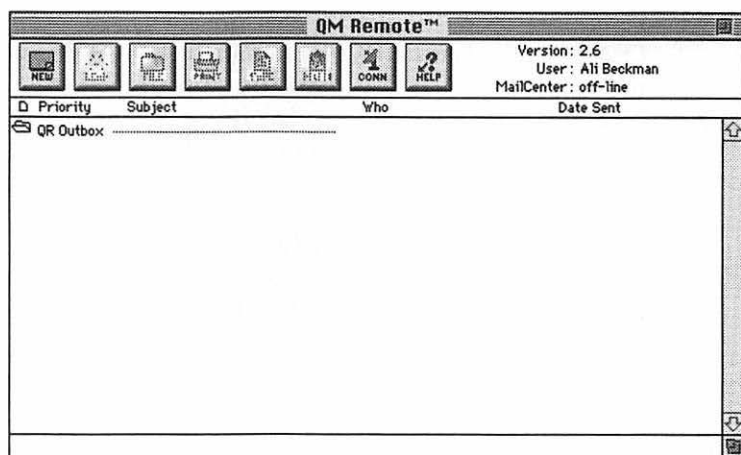 QM Remote™
NEW
FILE
PRINT
CONN
HELP
Version: 2.6
User: Ali Beckman
MailCenter: off-line
Priority Subject Who Date Sent
QR Outbox